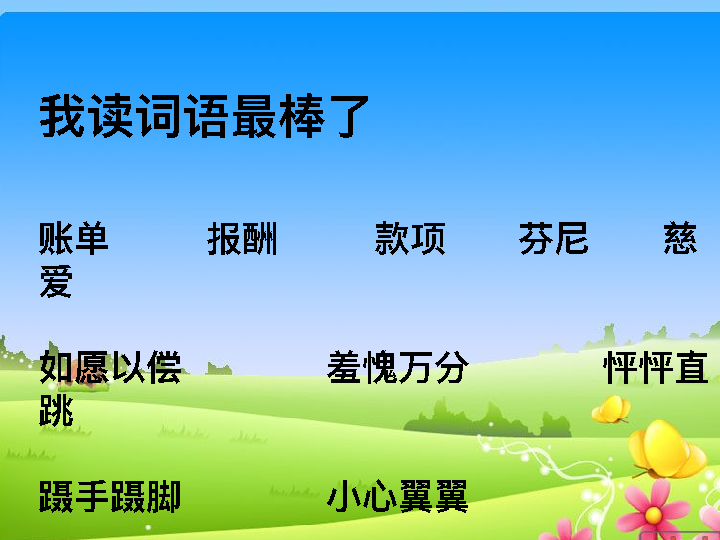 我读词语最棒了
账单 报酬 款项 芬尼 慈
爱
如愿以偿 羞愧万分 怦怦直
跳
蹑手蹑脚 小心翼翼